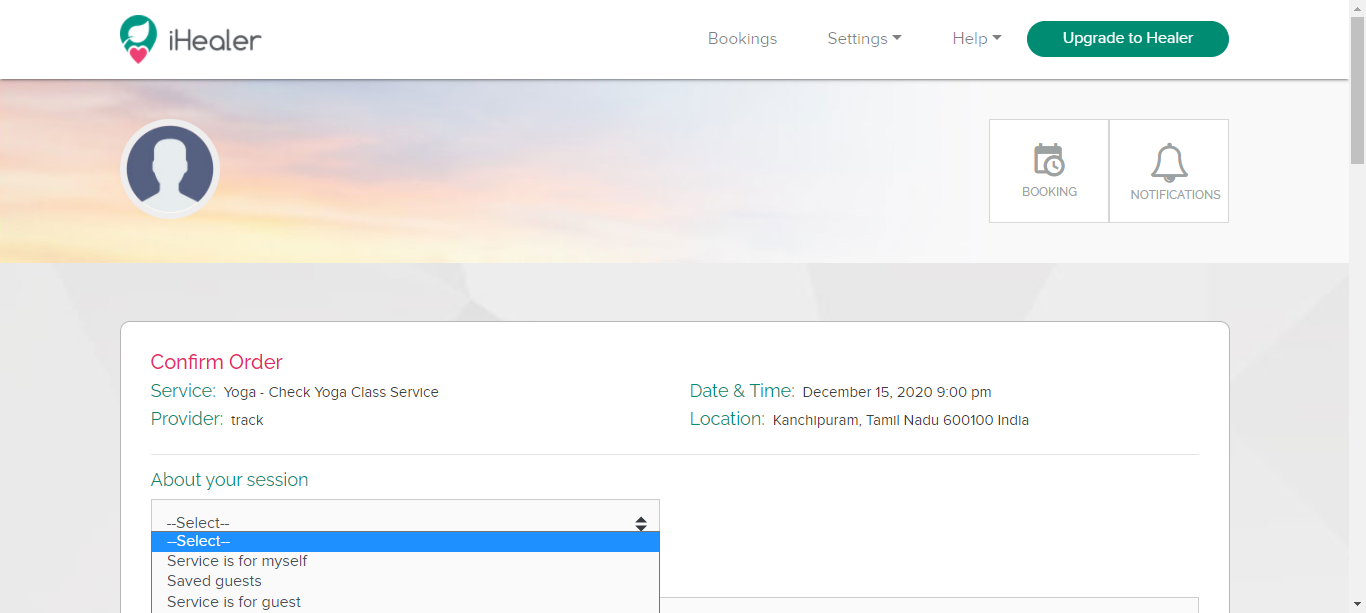 iHealer
Bookings Settings Help Upgrade to Healer
BOOKING NOTIFICATIONS
Confirm Order
Service: Yoga - Check Yoga Class Service
Date & Time: December 15, 2020 9:00 pm
Provider: track
Location: Kanchipuram, Tamil Nadu 600100 India
About your session
--Select--
--Select--
Service is for myself
Saved guests
Service is for guest